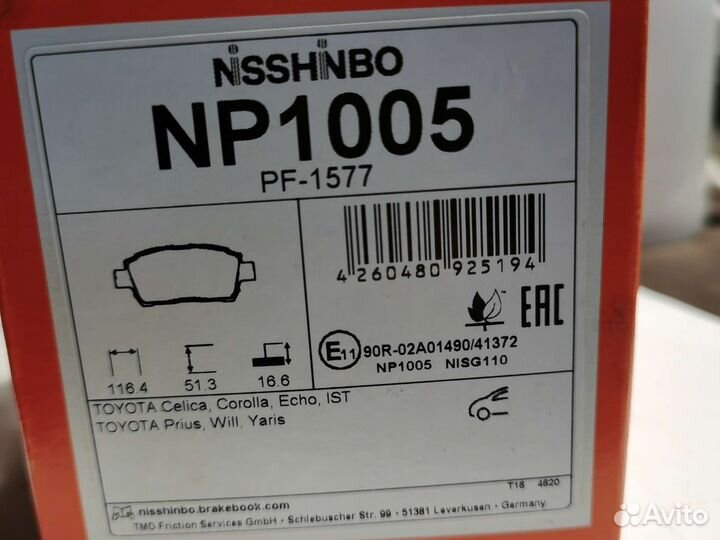 NiSSHiNBO
NP1005
PF-1577
4 260480 925194
EAC
E11 90R-02A01490/41372
NP1005 NISG110
116.4 51.3 16.6
TOYOTA Celica, Corolla, Echo, IST
TOYOTA Prius, Will, Yaris
T16 4620
nisshinbo.brakebook.com
TMD Friction Services GmbH - Schlebuscher Str. 99 - 51381 Leverkusen - Germany
Avito